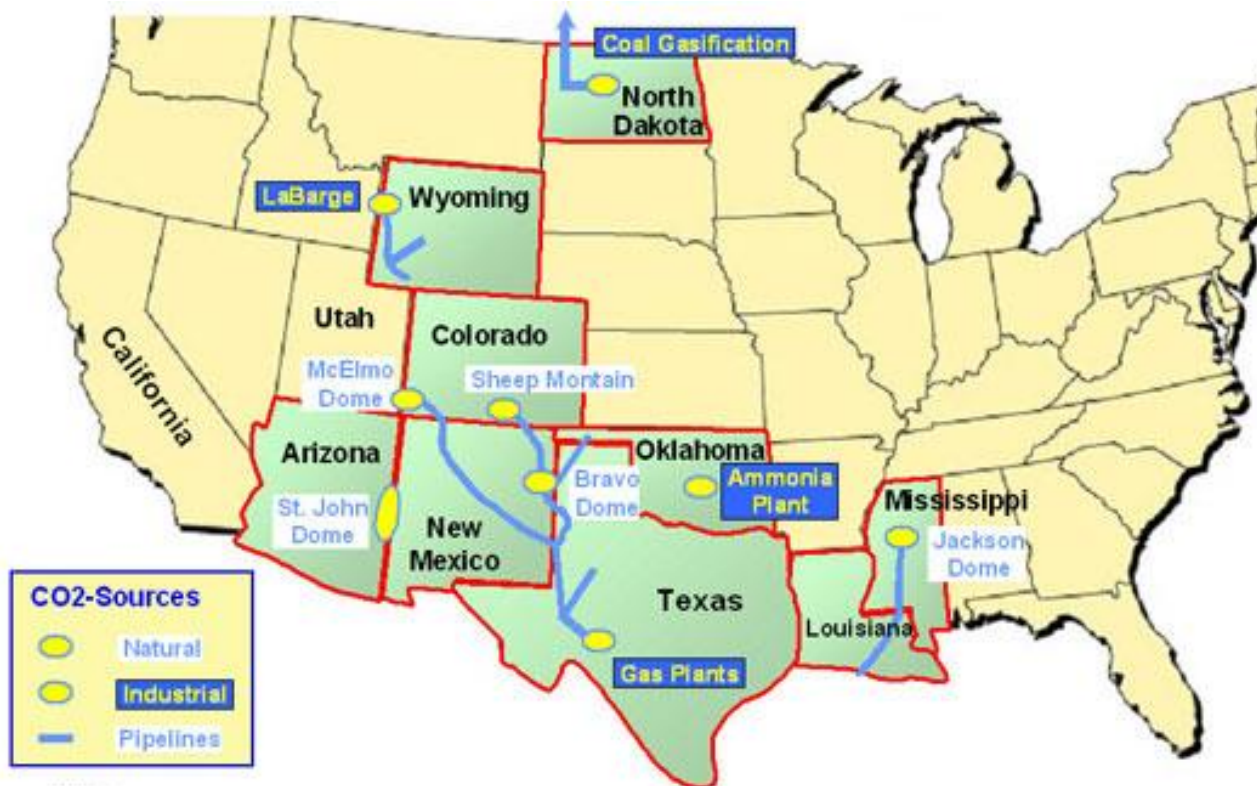 Coal Gasification
North
Dakota
LaBarge
Wyoming
Utah
Colorado
California
McElmo
Dome
Sheep Montain
Arizona
Oklahoma
St. John
Dome
Bravo
Dome
Ammonia
Plant
New
Mexico
Mississippi
Jackson
Dome
Texas
Louisiana
Gas Plants
CO2-Sources
Natural
Industrial
Pipelines